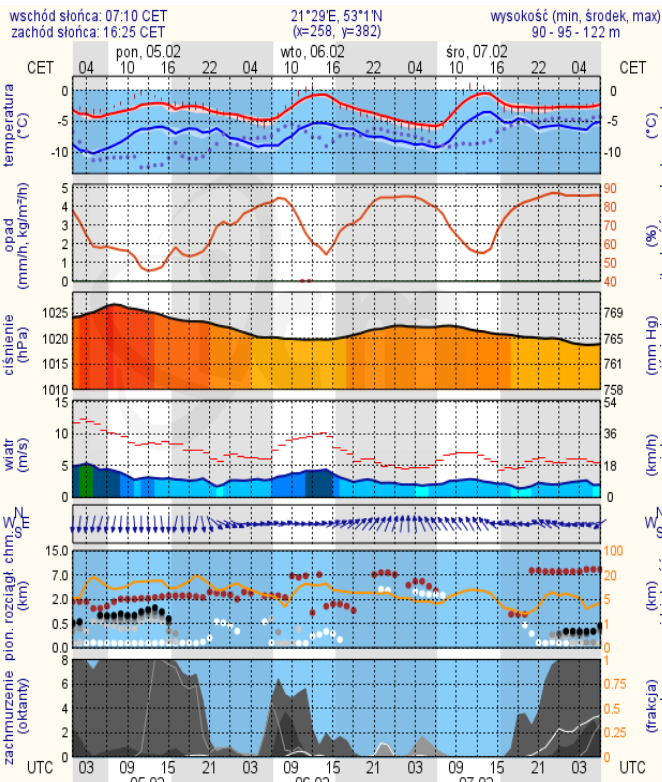 wschód słońca: 07:10 CET 21°29'E, 53°1'N wysokość (min, środek, max)
zachód słońca: 16:25 CET (x=258, y=382) 90 - 95 - 122 m
pon, 05.02 wto, 06.02 śro, 07.02
CET 04 10 16 22 04 10 16 22 04 10 16 22 04 CET
temperatura
(°C)
0
-5
-10
0
-5
-10
(°C)
opad
(mm/h, kg/m²/h)
5
4
3
2
1
0
90
80
70
60
50
40
(%)
ciśnienie
(hPa)
1025
1020
1015
1010
769
765
761
758
(mm Hg)
wiatr
(m/s)
15
10
5
0
54
36
18
0
(km/h)
N
W E
S
N
W
S
pion. rozciągł. chm.
(km)
15.0
7.0
2.0
0.5
0.0
100
20
5
1
0
(km)
zachmurzenie
(oktanty)
8
6
4
2
0
1
0.75
0.5
0.25
0
(frakcja)
UTC 03 09 15 21 03 09 15 21 03 09 15 21 03 UTC
05.02 06.02 07.02